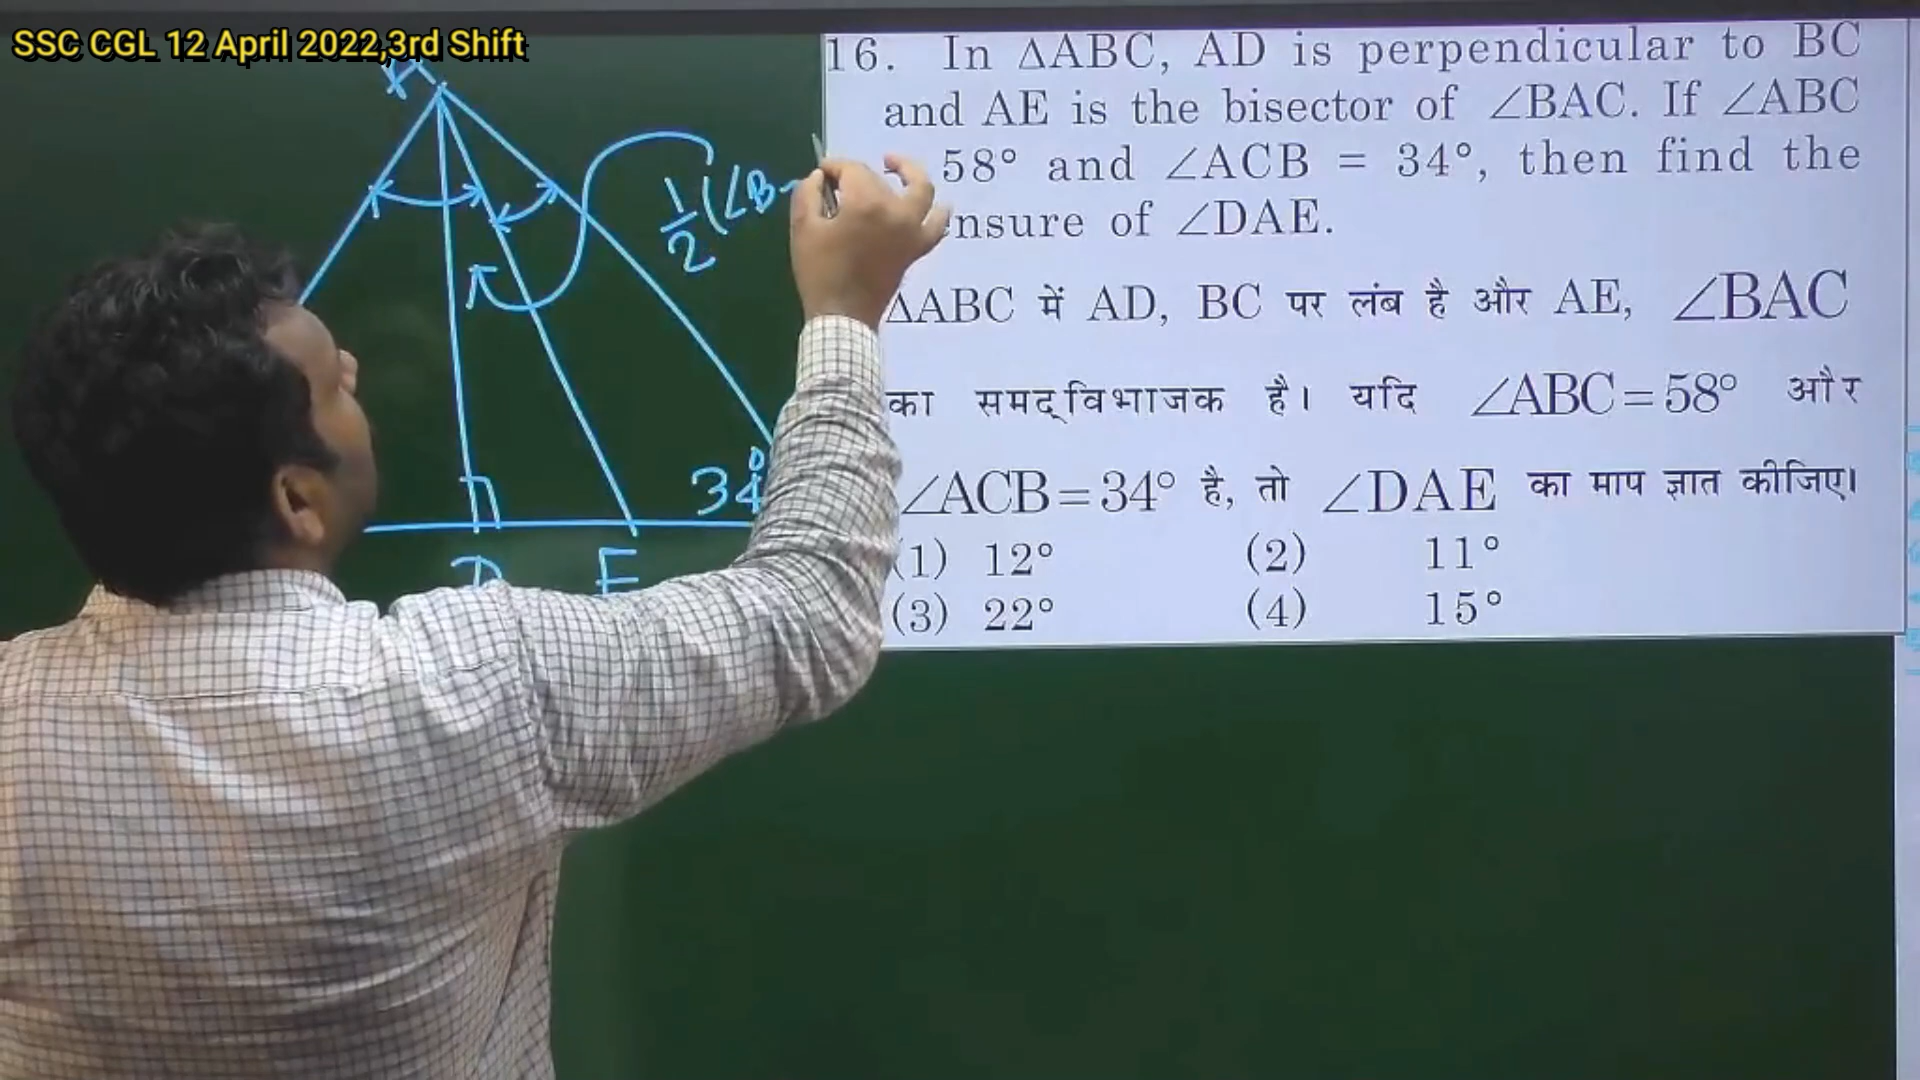 SSC CGL 12 April 2022,3rd Shift
16. In ΔABC, AD is perpendicular to BC
and AE is the bisector of ∠BAC. If ∠ABC
58° and ∠ACB = 34°, then find the
nsure of ∠DAE.
ΔABC में AD, BC पर लंब है और AE, ∠BAC
का समद्विभाजक है। यदि ∠ABC=58° और
∠ACB=34° है, तो ∠DAE का माप ज्ञात कीजिए।
(1) 12° (2) 11°
(3) 22° (4) 15°
A
1/2(∠B-
34°
D E